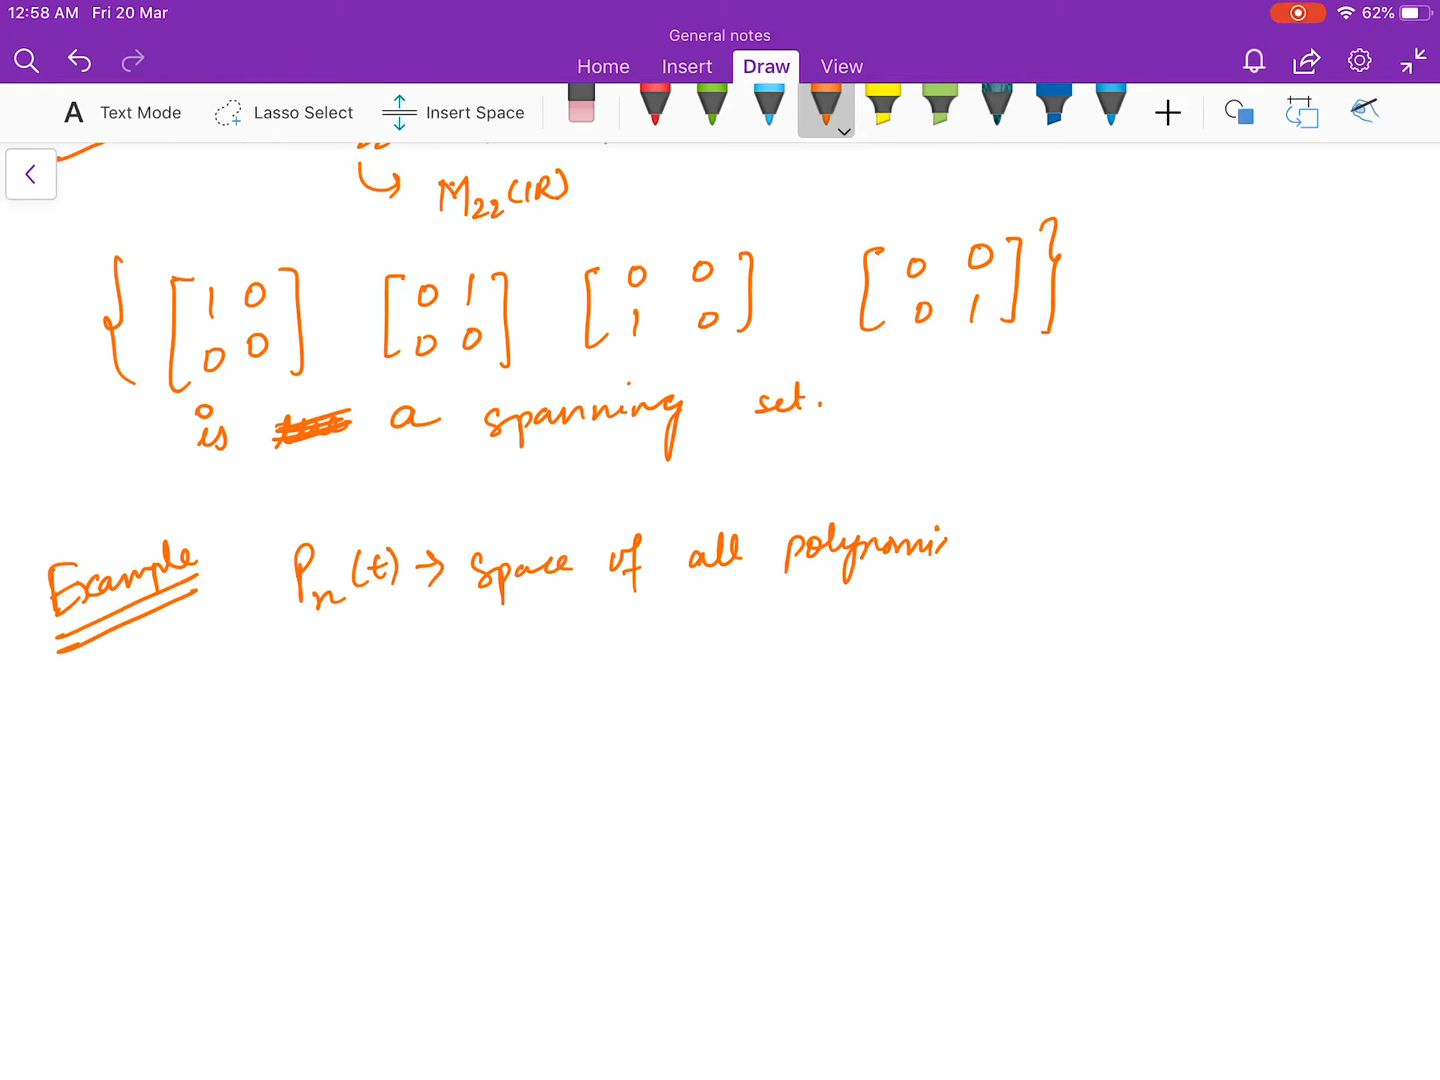 12:58 AM Fri 20 Mar
62%
General notes
Home Insert Draw View
A Text Mode Lasso Select Insert Space
M22(IR)
{ [1 0 [0 1 [0 0 [0 0
0 0] 0 0] 1 0] 0 1] }
is a spanning set.
Example Pn(t) → space of all polynomi